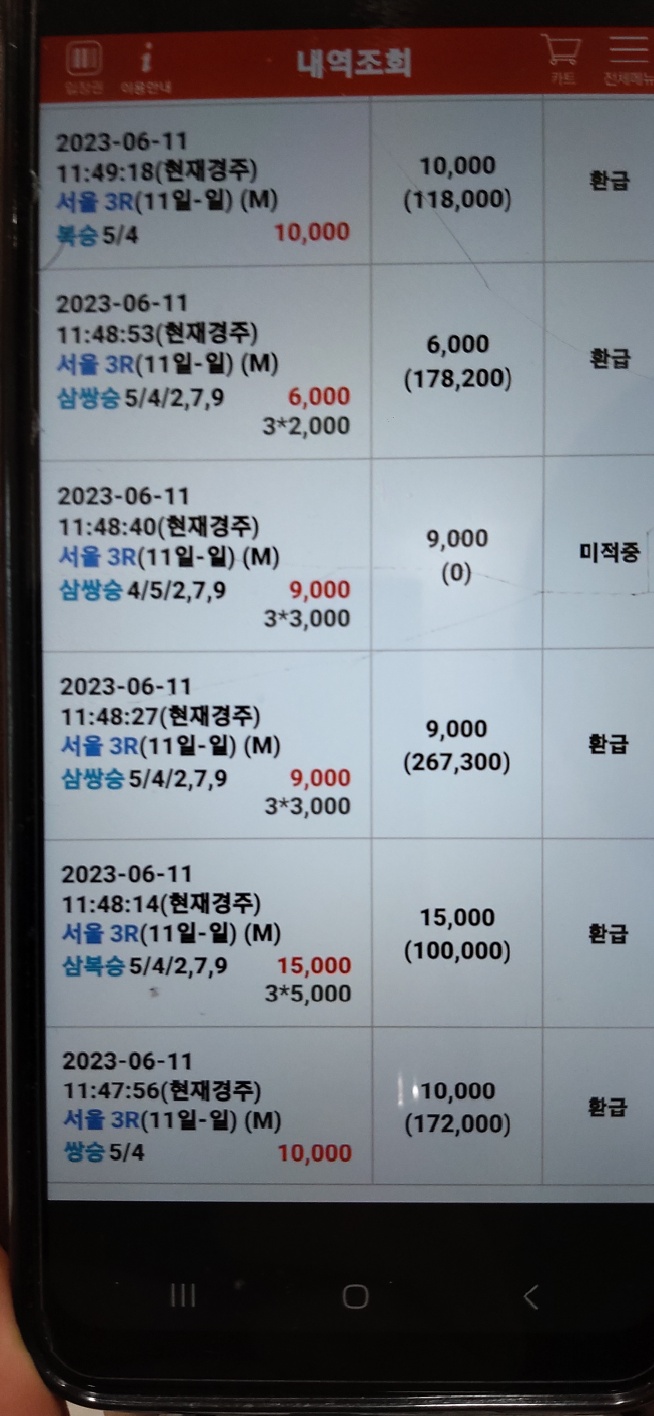 내역조회
입장권
이용안내
카트
전체메뉴
2023-06-11
11:49:18(현재경주)
서울 3R(11일-일) (M)
복승 5/4 10,000
10,000
(118,000)
환급
2023-06-11
11:48:53(현재경주)
서울 3R(11일-일) (M)
삼쌍승 5/4/2,7,9 6,000
3*2,000
6,000
(178,200)
환급
2023-06-11
11:48:40(현재경주)
서울 3R(11일-일) (M)
삼쌍승 4/5/2,7,9 9,000
3*3,000
9,000
(0)
미적중
2023-06-11
11:48:27(현재경주)
서울 3R(11일-일) (M)
삼쌍승 5/4/2,7,9 9,000
3*3,000
9,000
(267,300)
환급
2023-06-11
11:48:14(현재경주)
서울 3R(11일-일) (M)
삼복승 5/4/2,7,9 15,000
3*5,000
15,000
(100,000)
환급
2023-06-11
11:47:56(현재경주)
서울 3R(11일-일) (M)
쌍승 5/4 10,000
10,000
(172,000)
환급